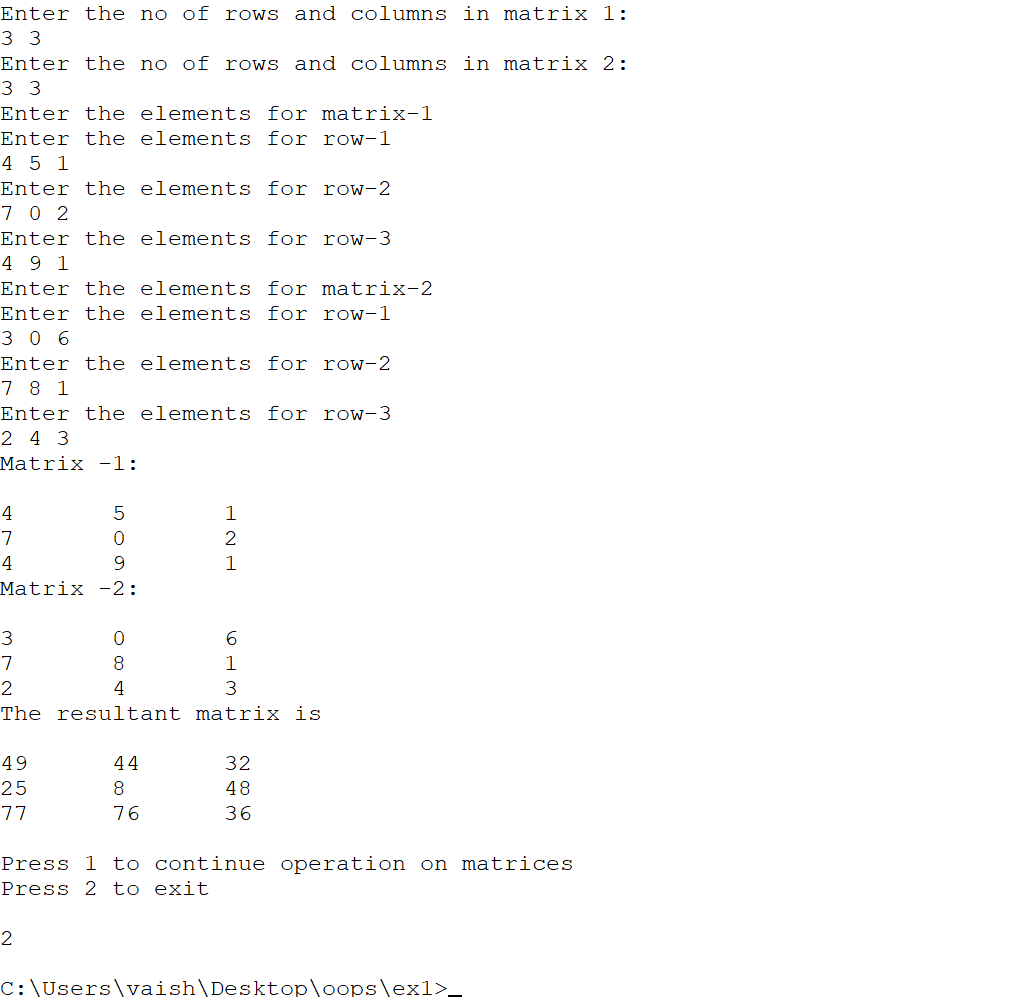 Enter the no of rows and columns in matrix 1:
3 3
Enter the no of rows and columns in matrix 2:
3 3
Enter the elements for matrix-1
Enter the elements for row-1
4 5 1
Enter the elements for row-2
7 0 2
Enter the elements for row-3
4 9 1
Enter the elements for matrix-2
Enter the elements for row-1
3 0 6
Enter the elements for row-2
7 8 1
Enter the elements for row-3
2 4 3
Matrix -1:
4 5 1
7 0 2
4 9 1
Matrix -2:
3 0 6
7 8 1
2 4 3
The resultant matrix is
49 44 32
25 8 48
77 76 36
Press 1 to continue operation on matrices
Press 2 to exit
2
C:\Users\vaish\Desktop\oops\ex1>_